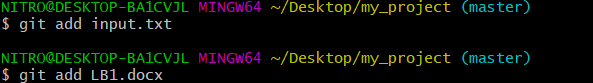 NITRO@DESKTOP-BA1CVJL MINGW64 ~/Desktop/my_project (master)
$ git add input.txt
NITRO@DESKTOP-BA1CVJL MINGW64 ~/Desktop/my_project (master)
$ git add LB1.docx